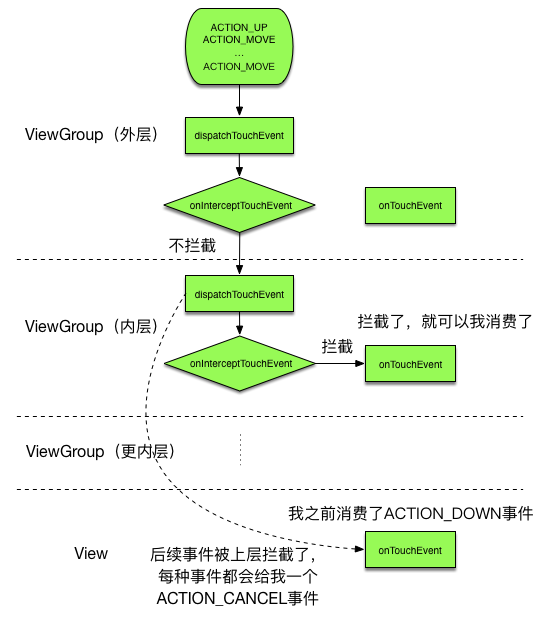 ACTION_UP
ACTION_MOVE
...
ACTION_MOVE
ViewGroup（外层）
dispatchTouchEvent
onInterceptTouchEvent
onTouchEvent
不拦截
dispatchTouchEvent
ViewGroup（内层）
拦截了，就可以我消费了
拦截
onInterceptTouchEvent
onTouchEvent
ViewGroup（更内层）
我之前消费了ACTION_DOWN事件
View
后续事件被上层拦截了，
每种事件都会给我一个
ACTION_CANCEL事件
onTouchEvent